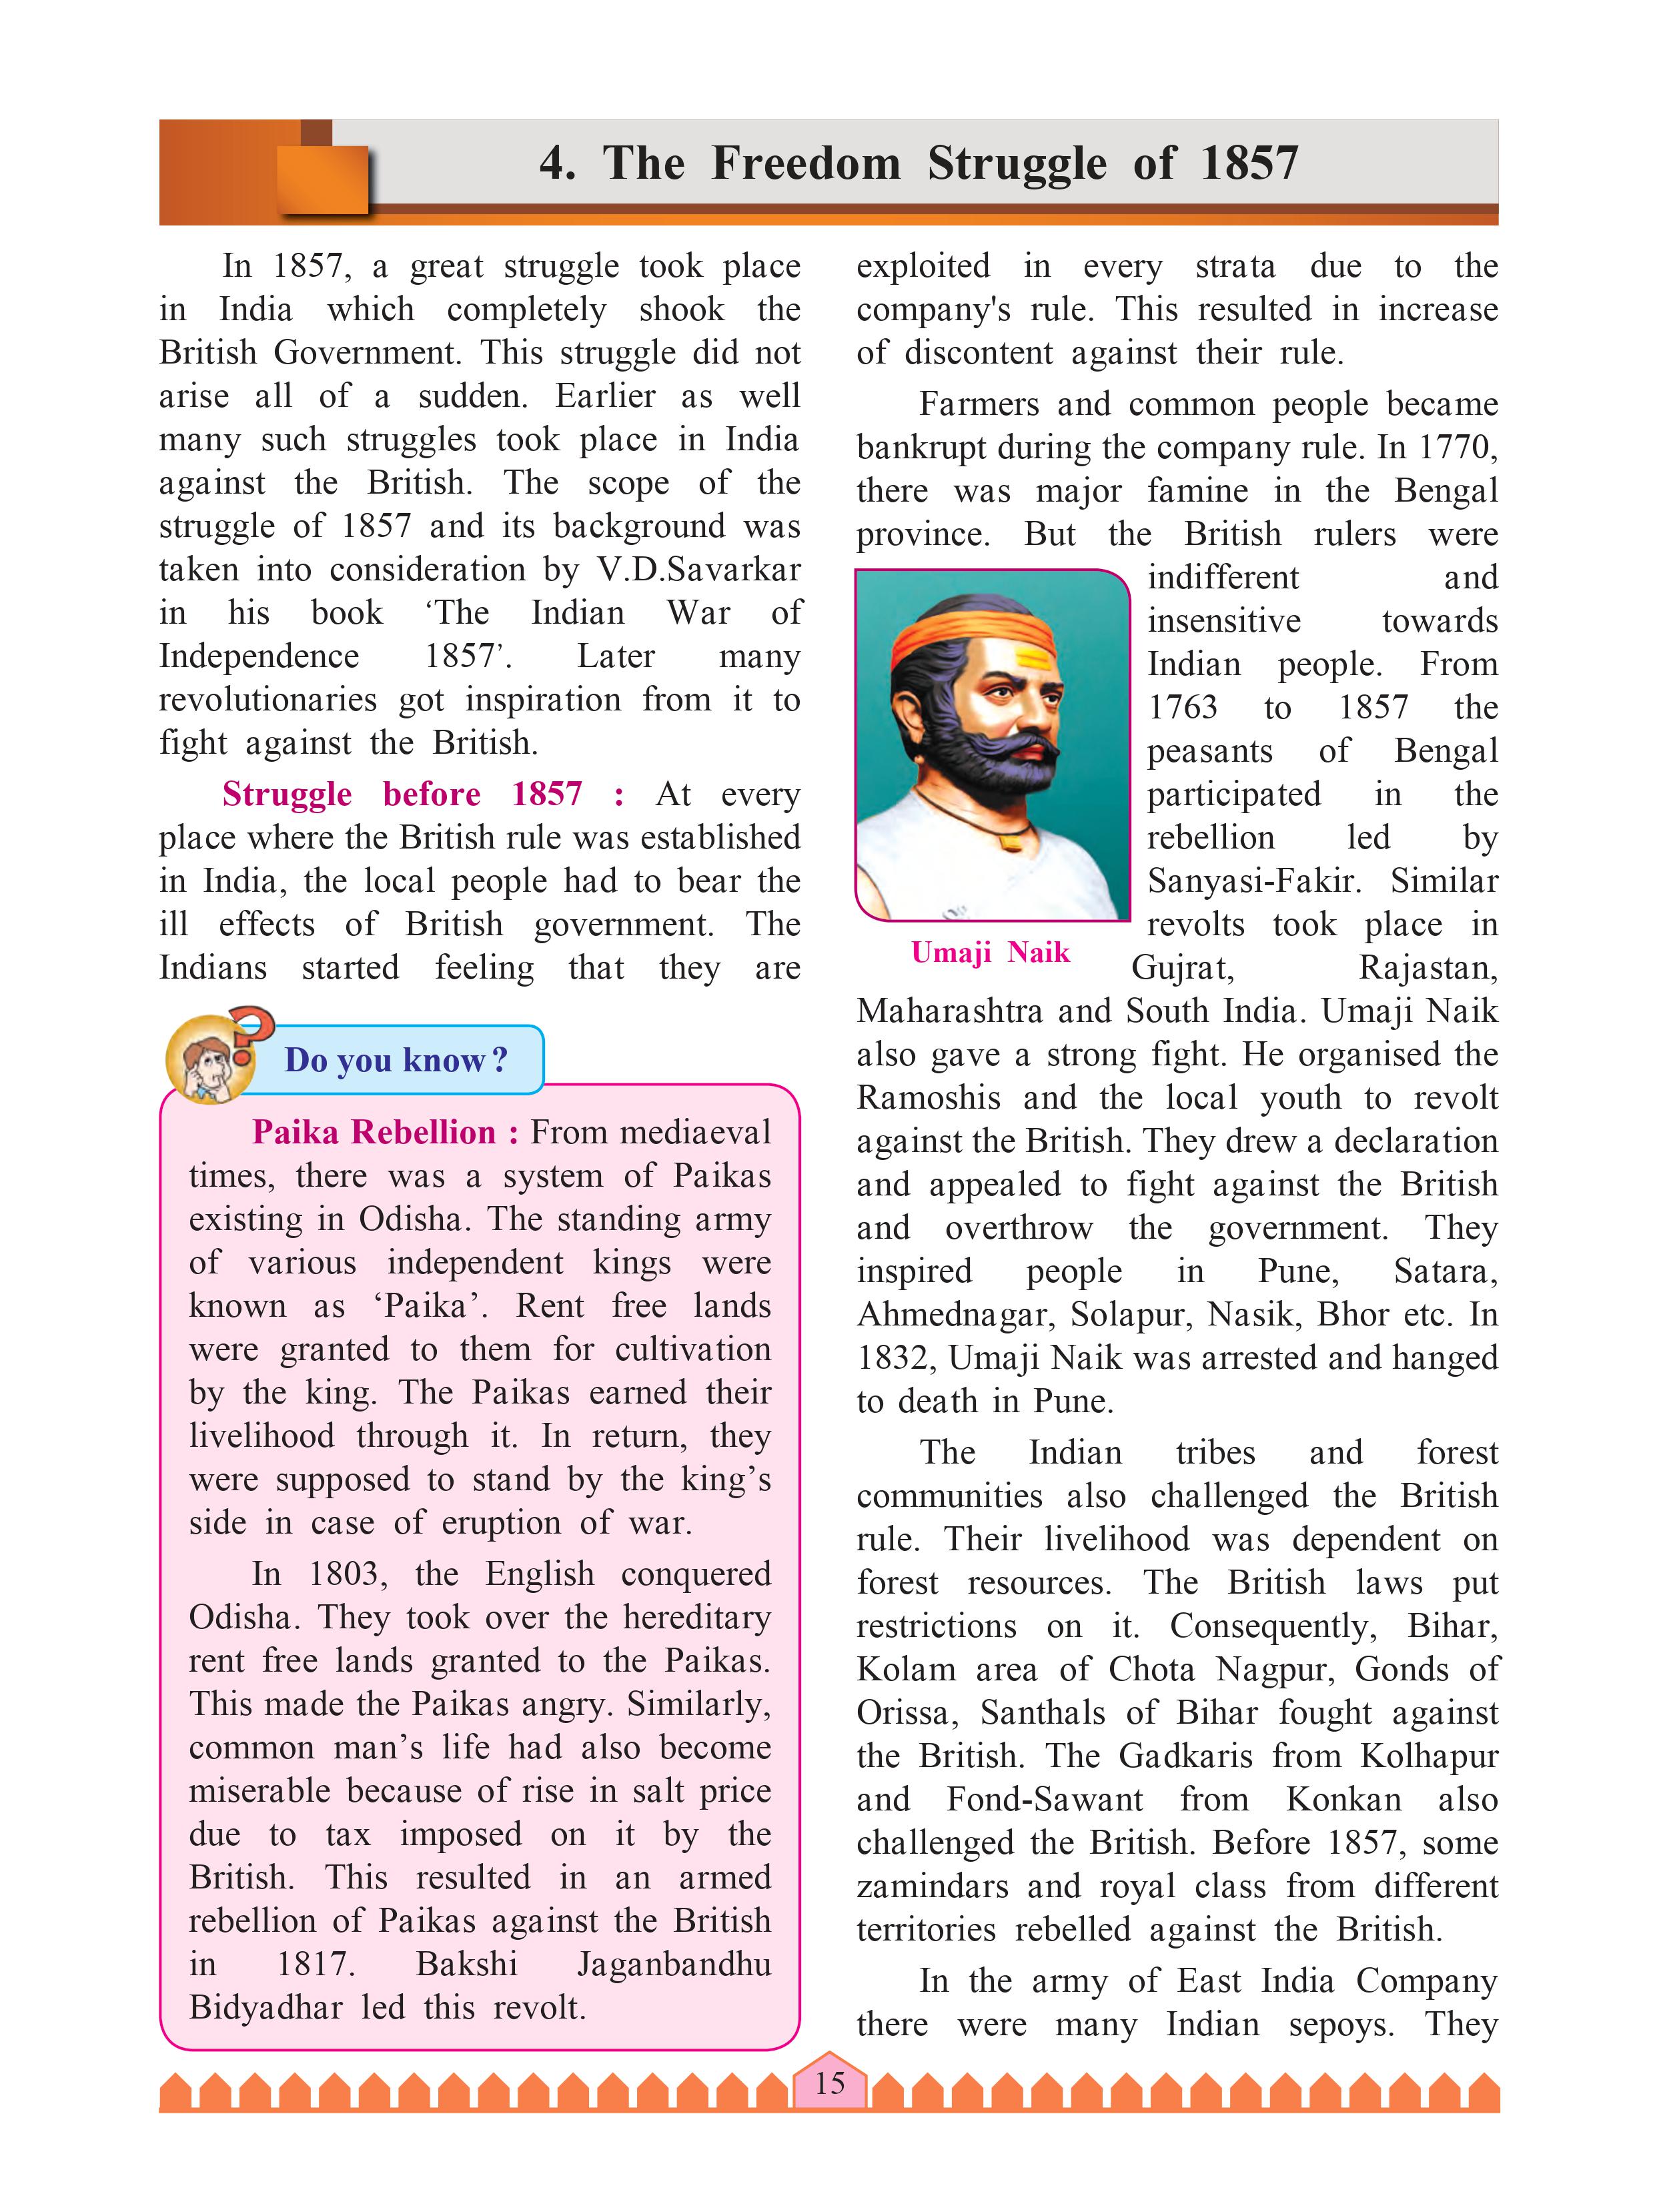 4. The Freedom Struggle of 1857
In 1857, a great struggle took place
in India which completely shook the
British Government. This struggle did not
arise all of a sudden. Earlier as well
many such struggles took place in India
against the British. The scope of the
struggle of 1857 and its background was
taken into consideration by V.D.Savarkar
in his book ‘The Indian War of
Independence 1857’. Later many
revolutionaries got inspiration from it to
fight against the British.
Struggle before 1857 : At every
place where the British rule was established
in India, the local people had to bear the
ill effects of British government. The
Indians started feeling that they are
Do you know?
Paika Rebellion : From mediaeval
times, there was a system of Paikas
existing in Odisha. The standing army
of various independent kings were
known as ‘Paika’. Rent free lands
were granted to them for cultivation
by the king. The Paikas earned their
livelihood through it. In return, they
were supposed to stand by the king’s
side in case of eruption of war.
In 1803, the English conquered
Odisha. They took over the hereditary
rent free lands granted to the Paikas.
This made the Paikas angry. Similarly,
common man’s life had also become
miserable because of rise in salt price
due to tax imposed on it by the
British. This resulted in an armed
rebellion of Paikas against the British
in 1817. Bakshi Jaganbandhu
Bidyadhar led this revolt.
exploited in every strata due to the
company's rule. This resulted in increase
of discontent against their rule.
Farmers and common people became
bankrupt during the company rule. In 1770,
there was major famine in the Bengal
province. But the British rulers were
indifferent and
insensitive towards
Indian people. From
1763 to 1857 the
peasants of Bengal
participated in the
rebellion led by
Sanyasi-Fakir. Similar
revolts took place in
Umaji Naik
Gujrat, Rajastan,
Maharashtra and South India. Umaji Naik
also gave a strong fight. He organised the
Ramoshis and the local youth to revolt
against the British. They drew a declaration
and appealed to fight against the British
and overthrow the government. They
inspired people in Pune, Satara,
Ahmednagar, Solapur, Nasik, Bhor etc. In
1832, Umaji Naik was arrested and hanged
to death in Pune.
The Indian tribes and forest
communities also challenged the British
rule. Their livelihood was dependent on
forest resources. The British laws put
restrictions on it. Consequently, Bihar,
Kolam area of Chota Nagpur, Gonds of
Orissa, Santhals of Bihar fought against
the British. The Gadkaris from Kolhapur
and Fond-Sawant from Konkan also
challenged the British. Before 1857, some
zamindars and royal class from different
territories rebelled against the British.
In the army of East India Company
there were many Indian sepoys. They
15